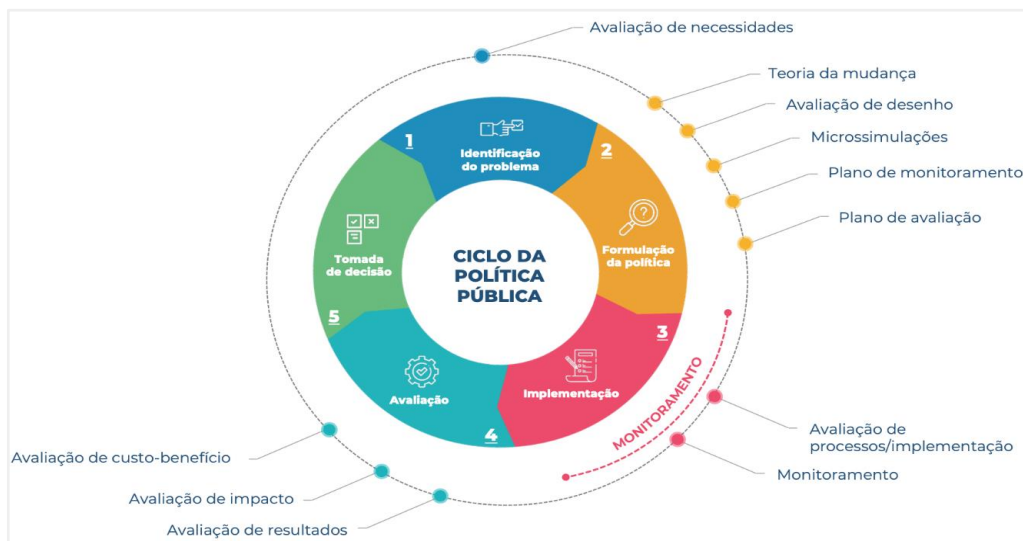 Avaliação de necessidades
Teoria da mudança
Avaliação de desenho
Microssimulações
Plano de monitoramento
Plano de avaliação
1
Identificação
do problema
2
Formulação
da política
3
Implementação
MONITORAMENTO
Avaliação de
processos/implementação
Monitoramento
4
Avaliação
Avaliação de custo-benefício
Avaliação de impacto
Avaliação de resultados
5
Tomada
de decisão
CICLO DA
POLÍTICA
PÚBLICA